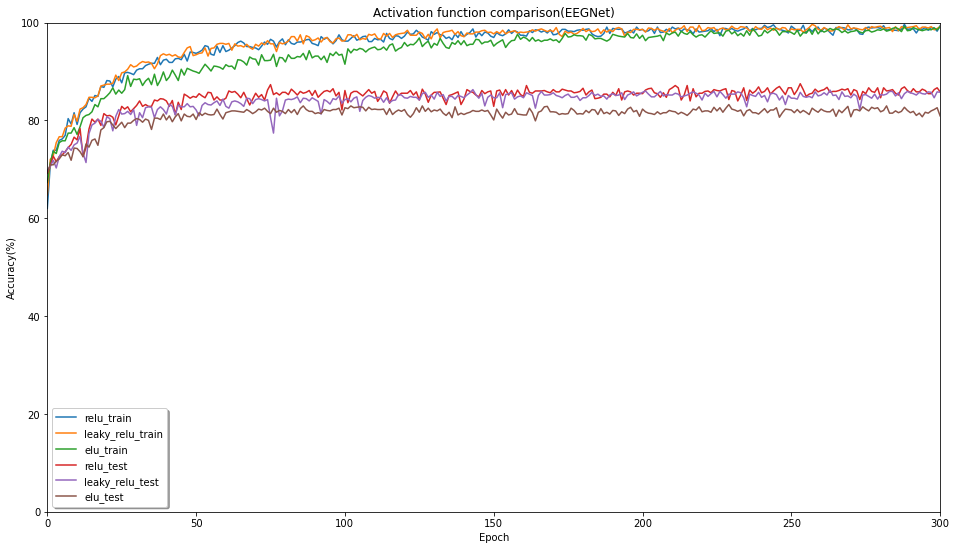 Activation function comparison(EEGNet)
100
80
60
40
20
0
Accuracy(%)
relu_train
leaky_relu_train
elu_train
relu_test
leaky_relu_test
elu_test
0 50 100 150 200 250 300
Epoch